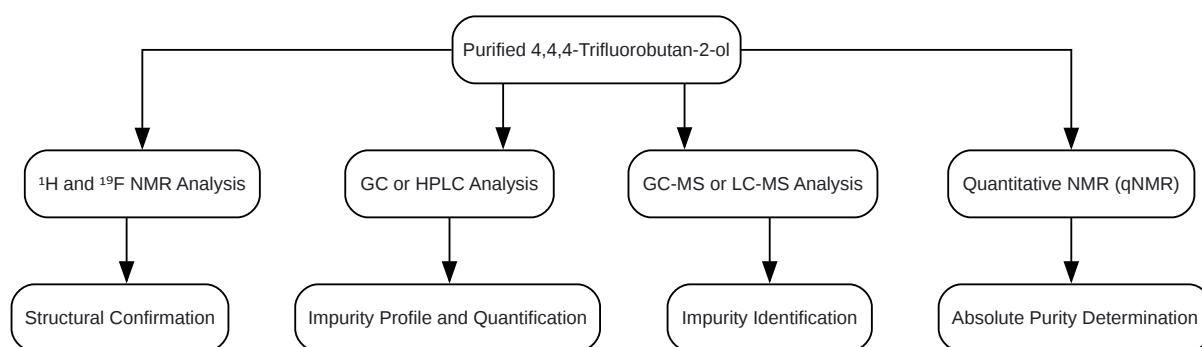 Purified 4,4,4-Trifluorobutan-2-ol
¹H and ¹⁹F NMR Analysis
GC or HPLC Analysis
GC-MS or LC-MS Analysis
Quantitative NMR (qNMR)
Structural Confirmation
Impurity Profile and Quantification
Impurity Identification
Absolute Purity Determination